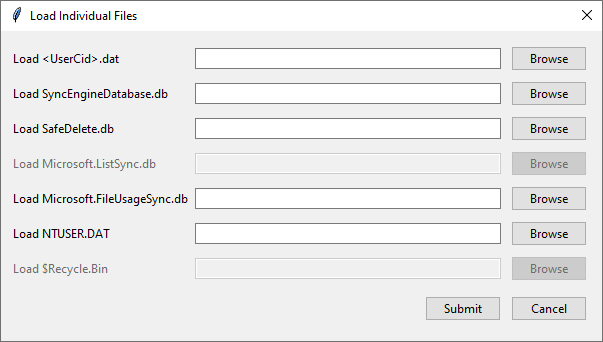 Load Individual Files
Load <UserCid>.dat Browse
Load SyncEngineDatabase.db Browse
Load SafeDelete.db Browse
Load Microsoft.ListSync.db Browse
Load Microsoft.FileUsageSync.db Browse
Load NTUSER.DAT Browse
Load $Recycle.Bin Browse
Submit Cancel